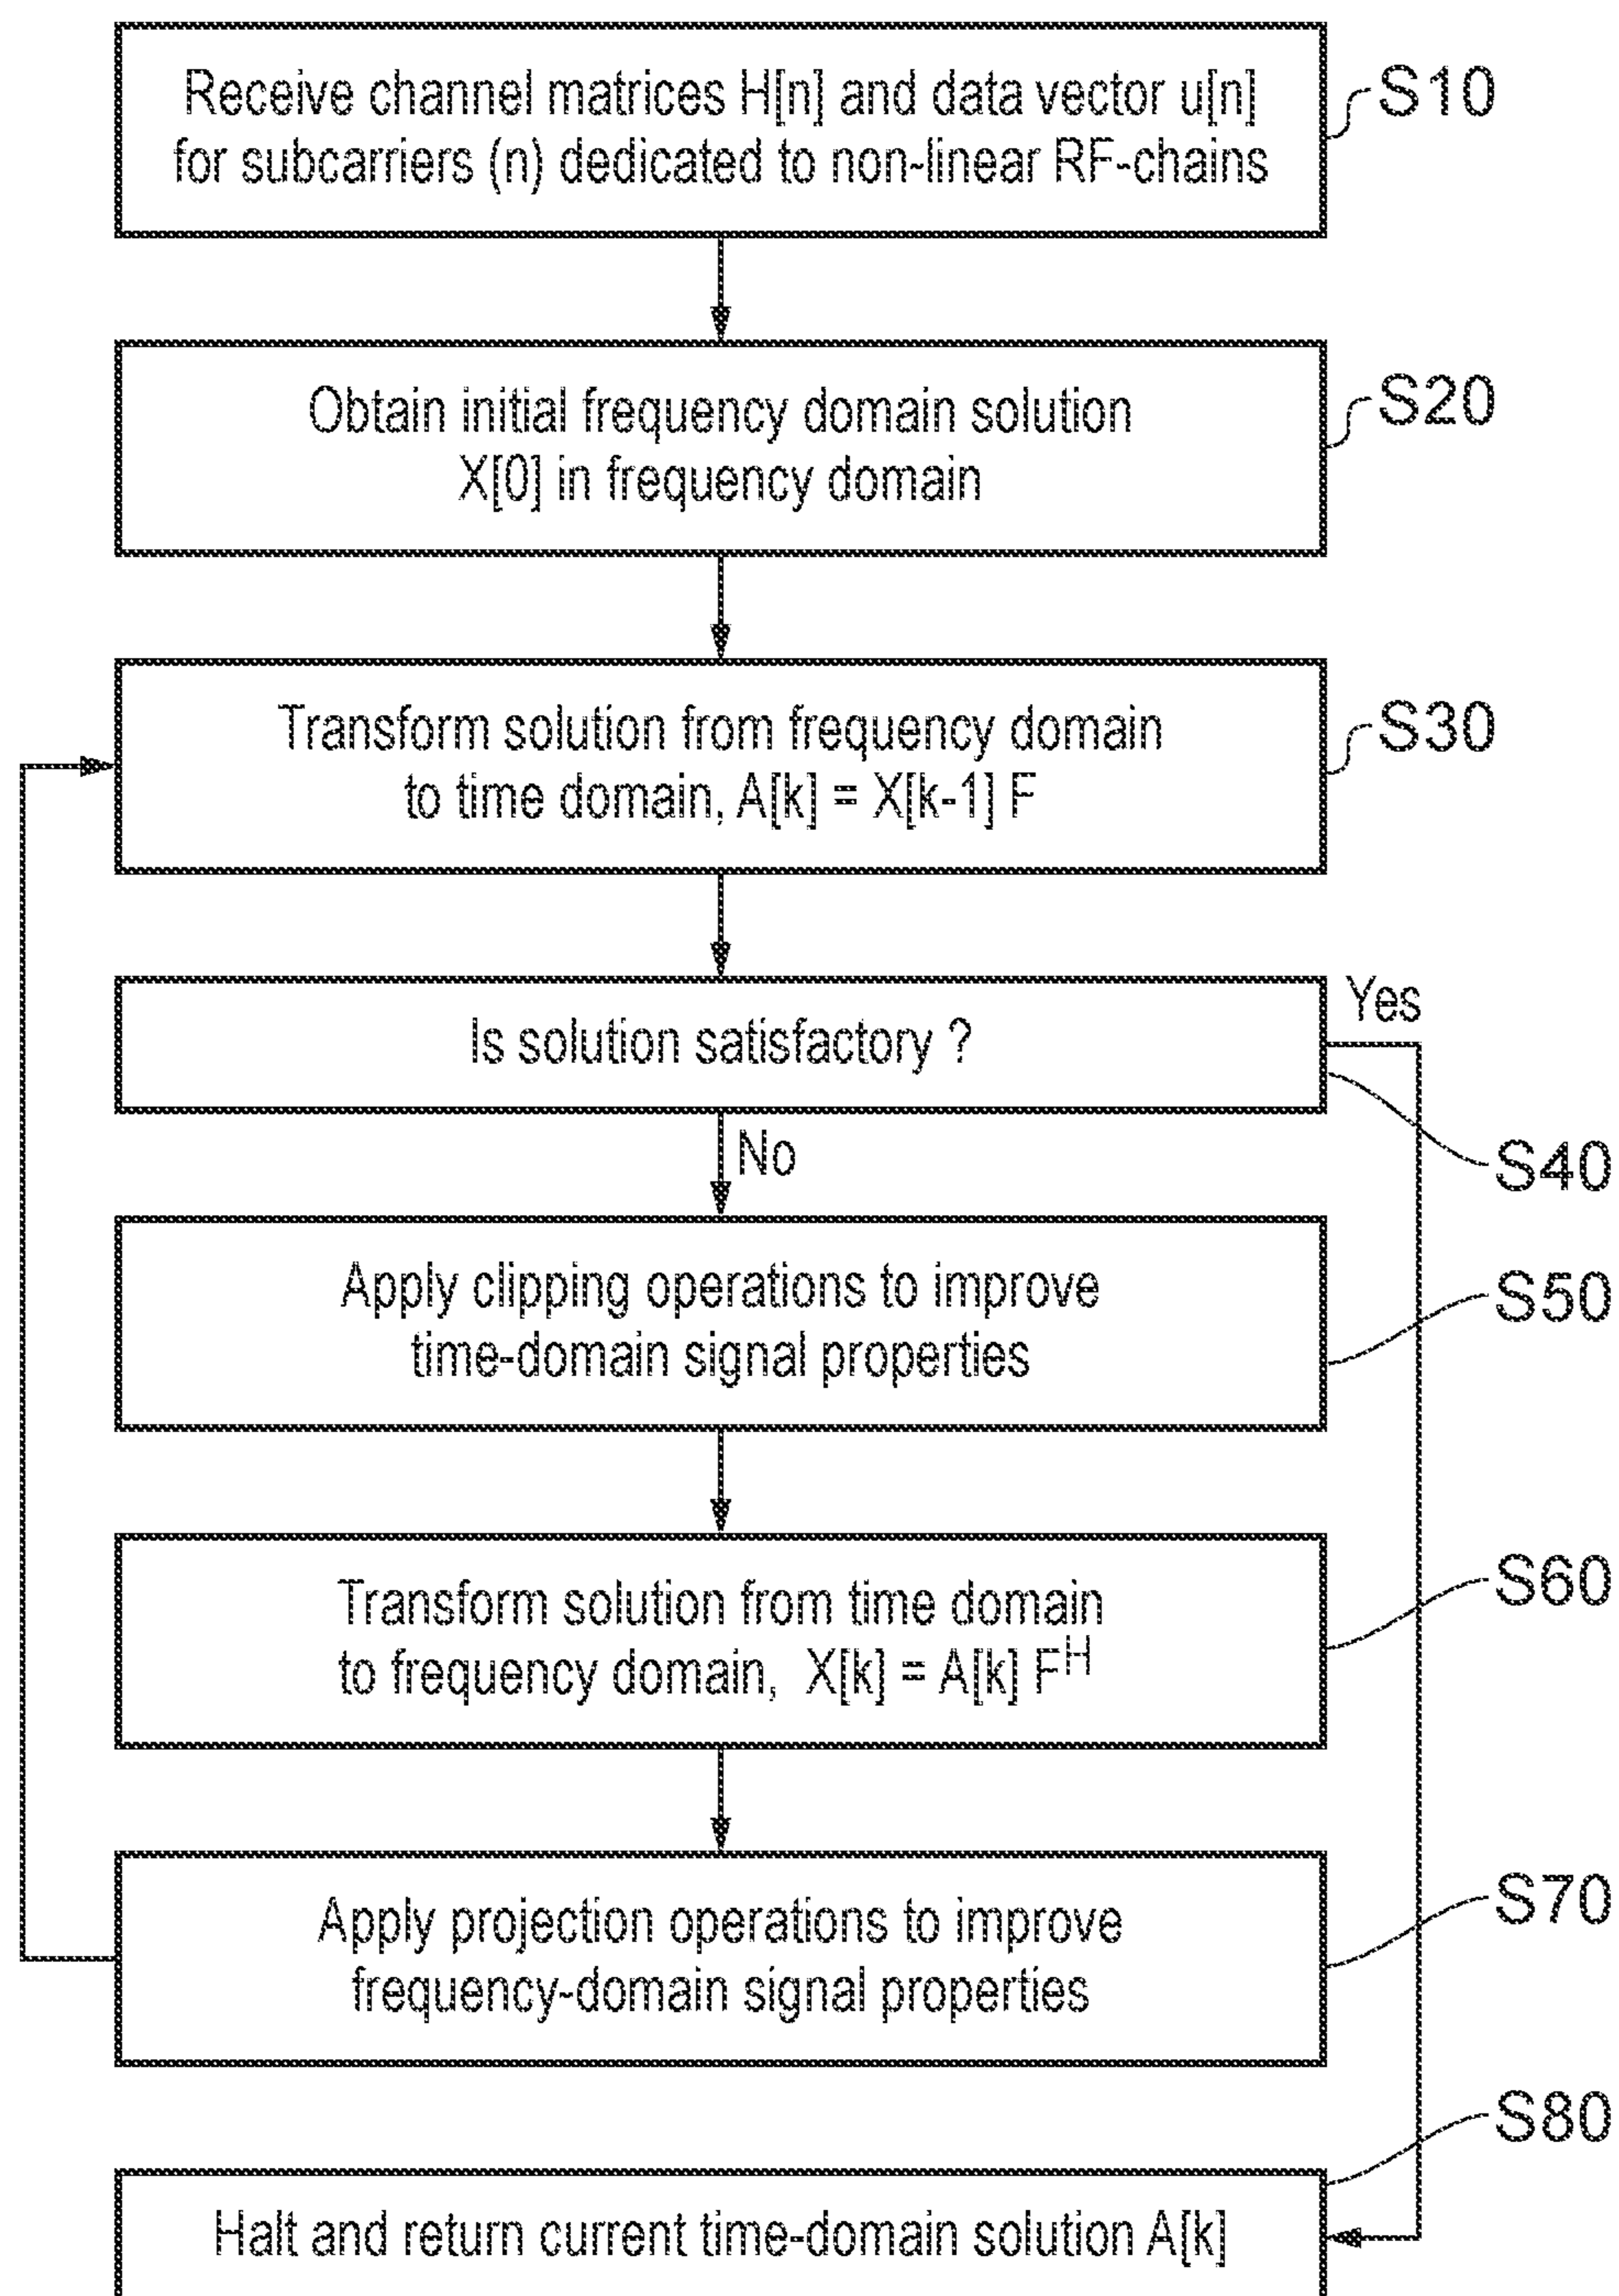 Receive channel matrices H[n] and data vector u[n]
for subcarriers (n) dedicated to non-linear RF-chains
S10
Obtain initial frequency domain solution
X[0] in frequency domain
S20
Transform solution from frequency domain
to time domain, A[k] = X[k-1] F
S30
Is solution satisfactory ?
Yes
S40
No
Apply clipping operations to improve
time-domain signal properties
S50
Transform solution from time domain
to frequency domain, X[k] = A[k] F^H
S60
Apply projection operations to improve
frequency-domain signal properties
S70
S80
Halt and return current time-domain solution A[k]